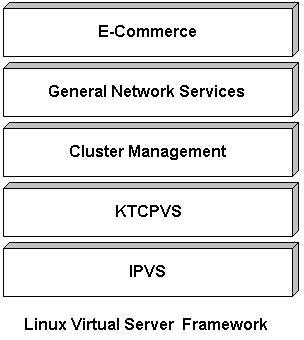 E-Commerce
General Network Services
Cluster Management
KTCPVS
IPVS
Linux Virtual Server Framework